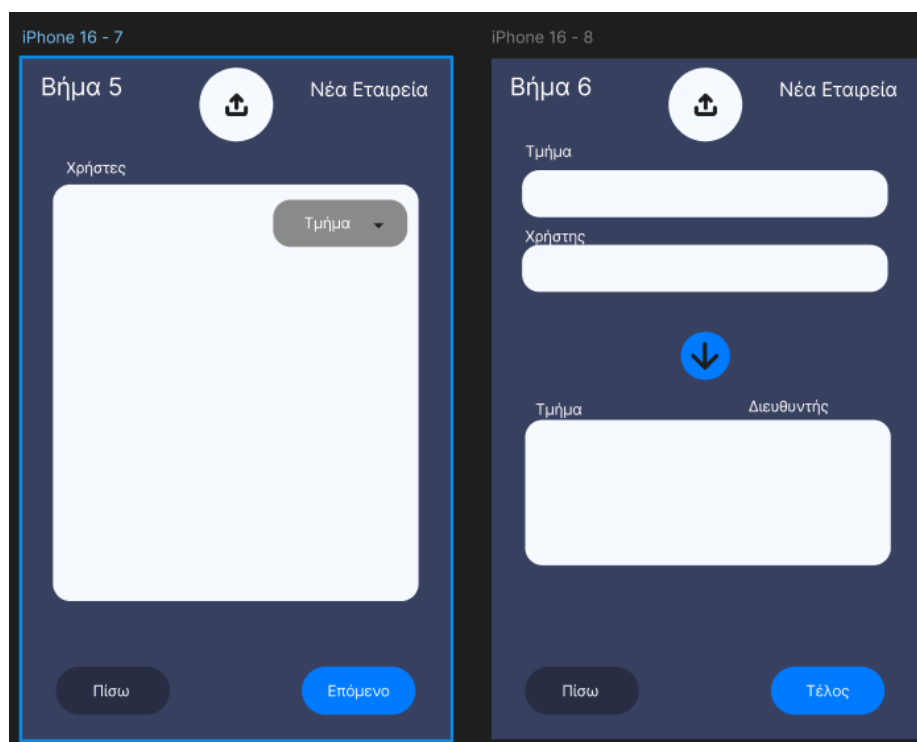 iPhone 16 - 7
Βήμα 5
Νέα Εταιρεία
Χρήστες
Τμήμα
Πίσω
Επόμενο
iPhone 16 - 8
Βήμα 6
Νέα Εταιρεία
Τμήμα
Χρήστης
Τμήμα
Διευθυντής
Πίσω
Τέλος